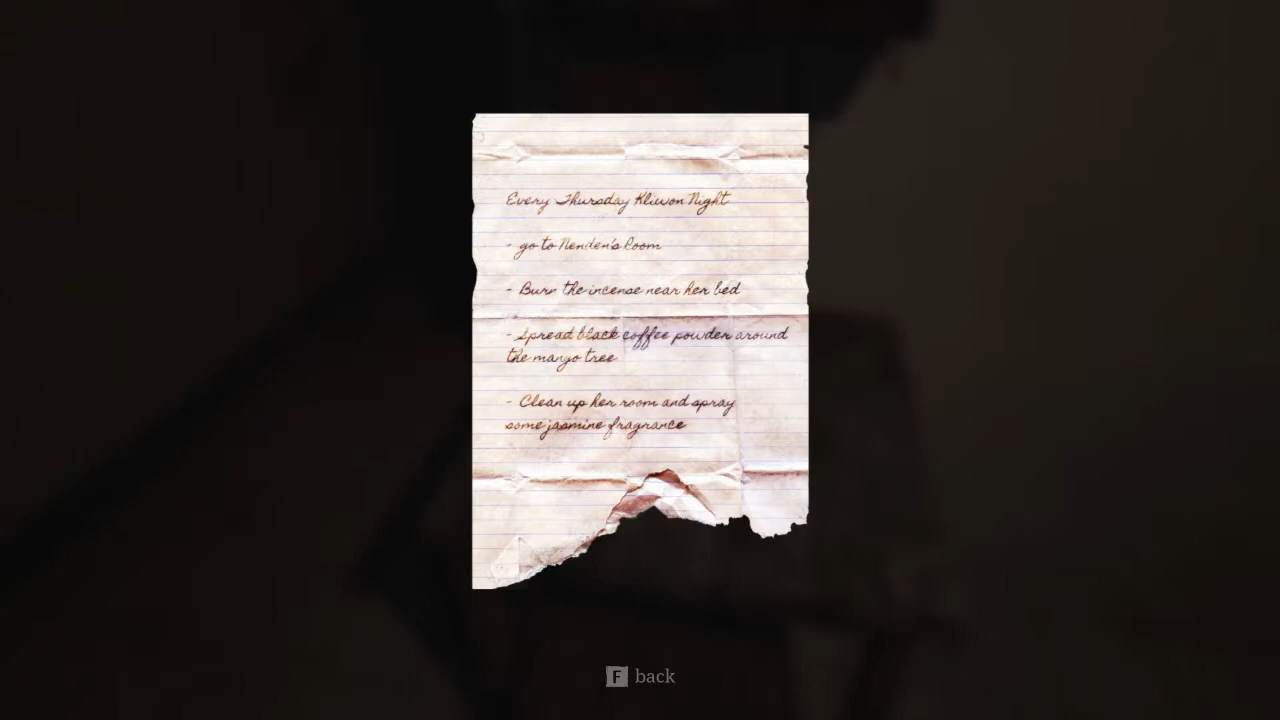 Every Thursday Kliwon Night
- go to Nenden's Room
- Burn the incense near her bed
- Spread black coffee powder around
the mango tree
- Clean up her room and spray
some jasmine fragrance
F back